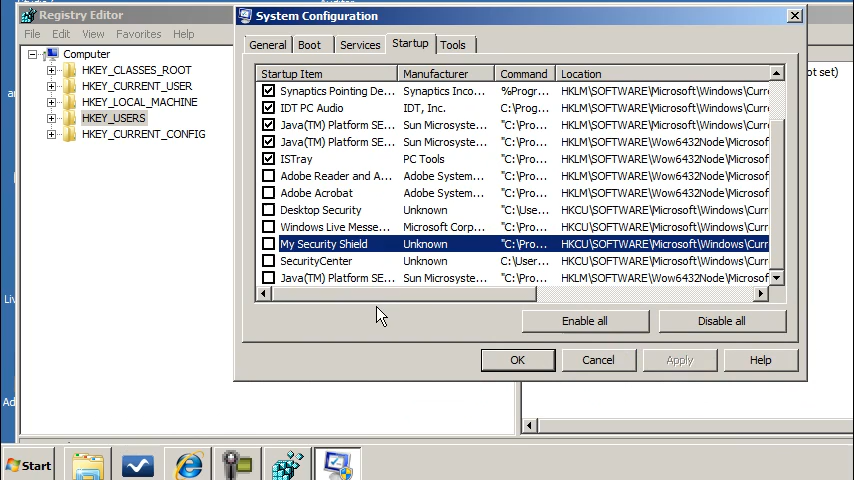 Registry Editor
File Edit View Favorites Help
Computer
HKEY_CLASSES_ROOT
HKEY_CURRENT_USER
HKEY_LOCAL_MACHINE
HKEY_USERS
HKEY_CURRENT_CONFIG
System Configuration
General Boot Services Startup Tools
Startup Item Manufacturer Command Location
Synaptics Pointing De... Synaptics Inco... %Progr... HKLM\SOFTWARE\Microsoft\Windows\Curr
IDT PC Audio IDT, Inc. C:\Prog... HKLM\SOFTWARE\Microsoft\Windows\Curr
Java(TM) Platform SE... Sun Microsyste... "C:\Pro... HKLM\SOFTWARE\Wow6432Node\Microsof
Java(TM) Platform SE... Sun Microsyste... "C:\Pro... HKLM\SOFTWARE\Wow6432Node\Microsof
ISTray PC Tools "C:\Pro... HKLM\SOFTWARE\Wow6432Node\Microsof
Adobe Reader and A... Adobe System... "C:\Pro... HKLM\SOFTWARE\Wow6432Node\Microsof
Adobe Acrobat Adobe System... "C:\Pro... HKLM\SOFTWARE\Wow6432Node\Microsof
Desktop Security Unknown "C:\Use... HKCU\SOFTWARE\Microsoft\Windows\Curr
Windows Live Messe... Microsoft Corp... "C:\Pro... HKCU\SOFTWARE\Microsoft\Windows\Curr
My Security Shield Unknown "C:\Pro... HKCU\SOFTWARE\Microsoft\Windows\Curr
SecurityCenter Unknown C:\User... HKCU\SOFTWARE\Microsoft\Windows\Curr
Java(TM) Platform SE... Sun Microsyste... "C:\Pro... HKLM\SOFTWARE\Wow6432Node\Microsof
Enable all Disable all
OK Cancel Apply Help
ot set)
Start